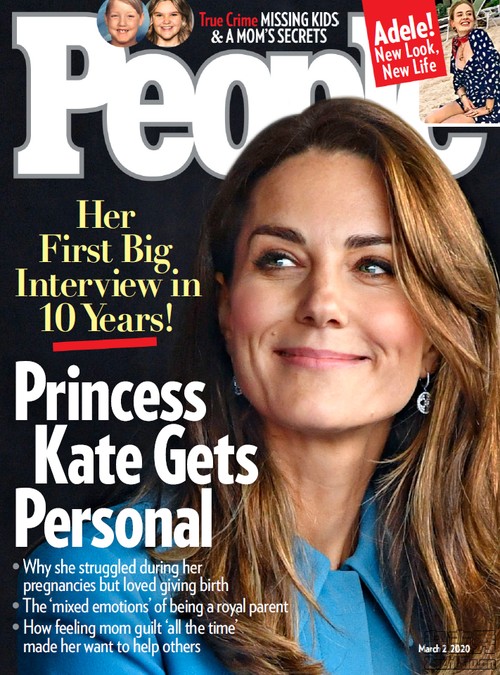 True Crime MISSING KIDS
& A MOM'S SECRETS
Adele!
New Look,
New Life
People
Her
First Big
Interview in
10 Years!
Princess
Kate Gets
Personal
• Why she struggled during her
pregnancies but loved giving birth
• The 'mixed emotions' of being a royal parent
• How feeling mom guilt 'all the time'
made her want to help others
March 2, 2020